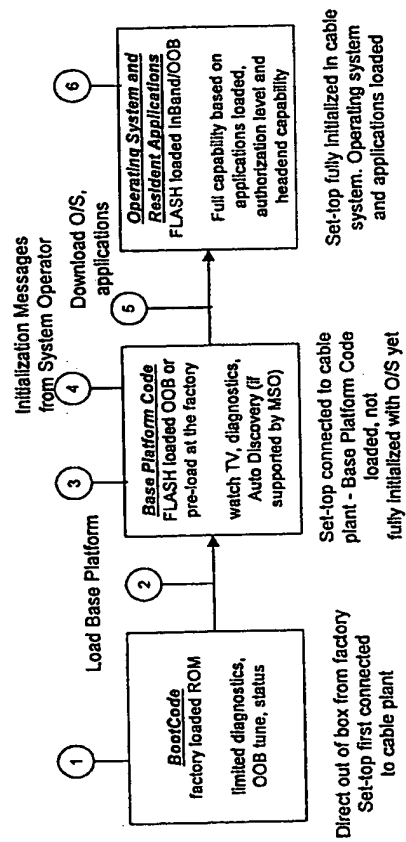 1
BootCode
factory loaded ROM
limited diagnostics,
OOB tune, status
Direct out of box from factory
Set-top first connected
to cable plant
Load Base Platform
2
3
Initialization Messages
from System Operator
4
Base Platform Code
FLASH loaded OOB or
pre-load at the factory
watch TV, diagnostics,
Auto Discovery (if
supported by MSO)
Set-top connected to cable
plant - Base Platform Code
loaded, not
fully Initialized with O/S yet
Download O/S,
applications
5
6
Operating System and
Resident Applications
FLASH loaded InBand/OOB
Full capability based on
applications loaded,
authorization level and
headend capability
Set-top fully Initialized in cable
system. Operating system
and applications loaded